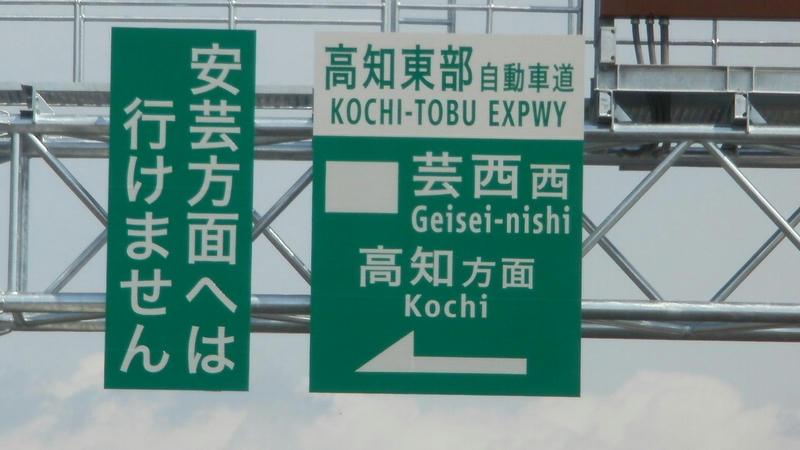 安芸方面へは
行けません
高知東部自動車道
KOCHI-TOBU EXPWY
芸西西
Geisei-nishi
高知方面
Kochi